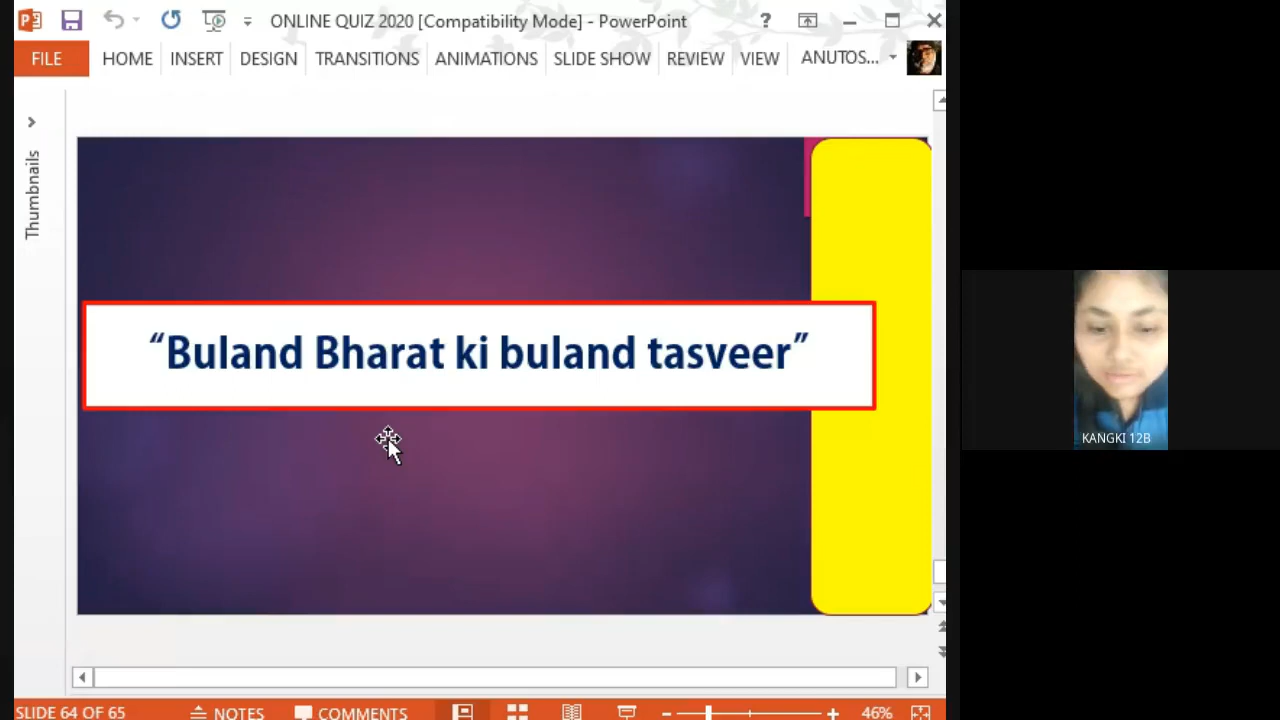 ONLINE QUIZ 2020 [Compatibility Mode] - PowerPoint
?
FILE HOME INSERT DESIGN TRANSITIONS ANIMATIONS SLIDE SHOW REVIEW VIEW ANUTOS...
Thumbnails
“Buland Bharat ki buland tasveer”
KANGKI 12B
SLIDE 64 OF 65 NOTES COMMENTS 46%